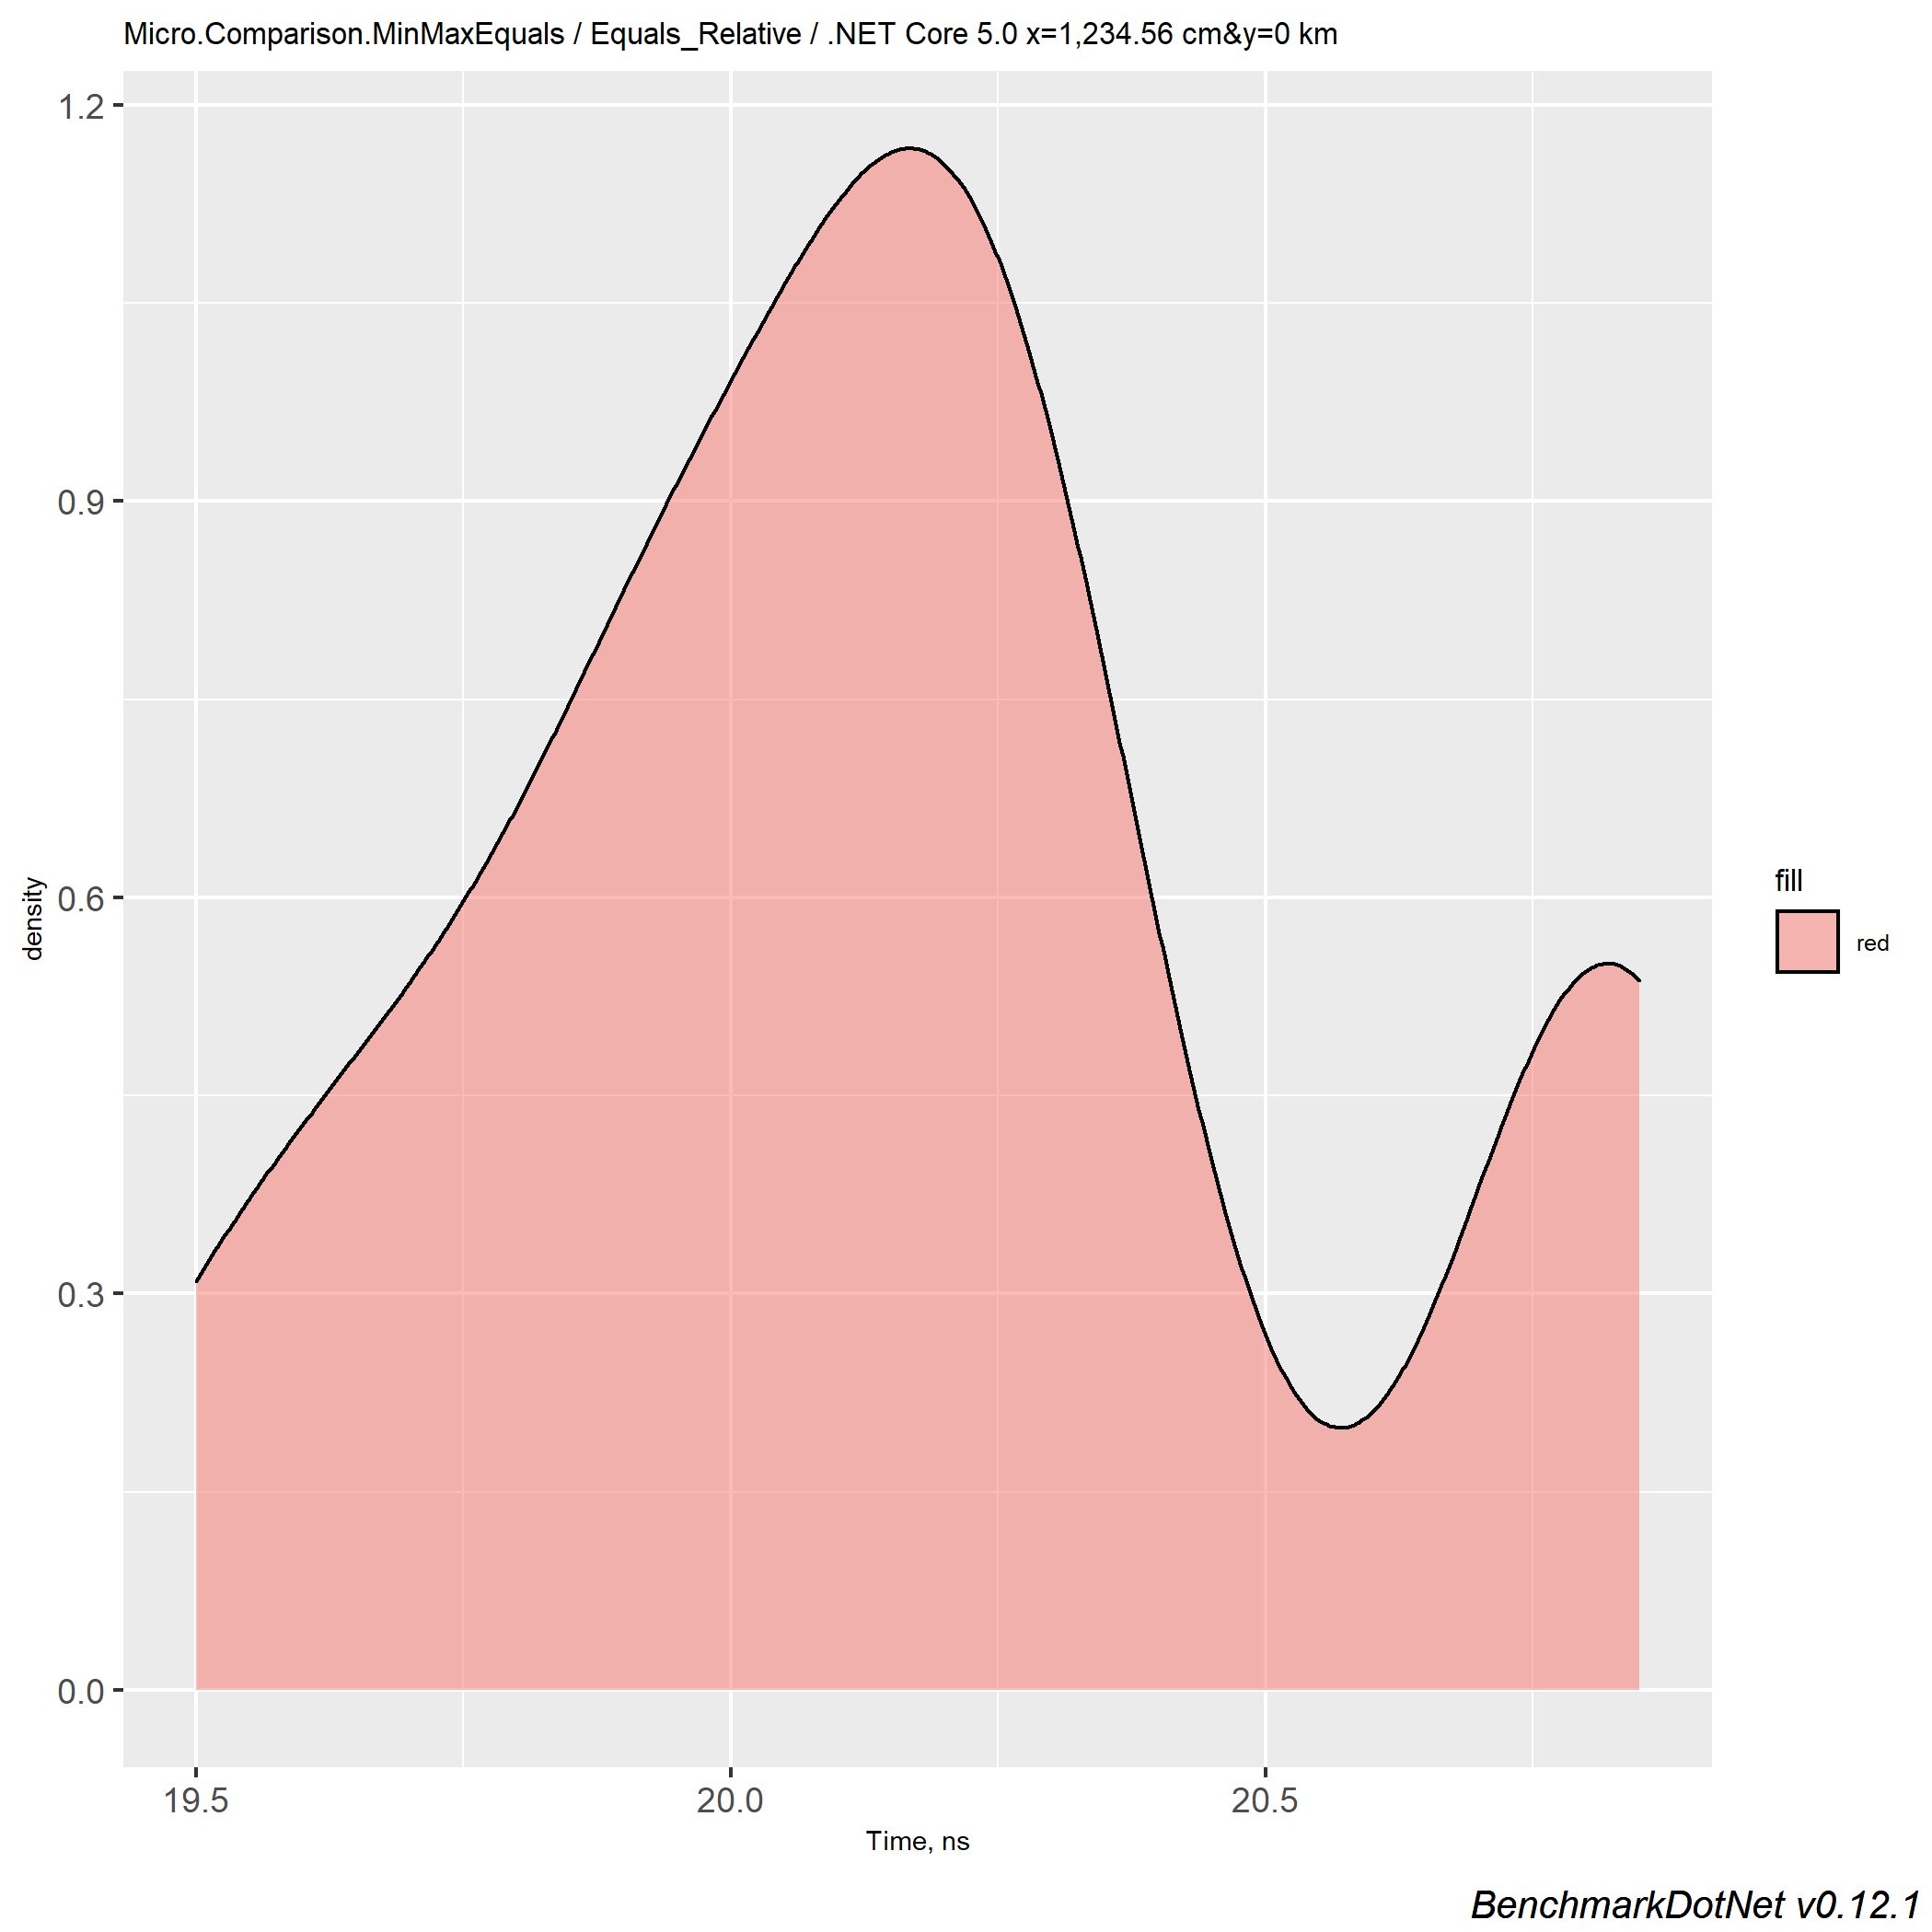 Micro.Comparison.MinMaxEquals / Equals_Relative / .NET Core 5.0 x=1,234.56 cm&y=0 km
1.2
0.9
0.6
0.3
0.0
density
19.5 20.0 20.5
Time, ns
fill
red
BenchmarkDotNet v0.12.1